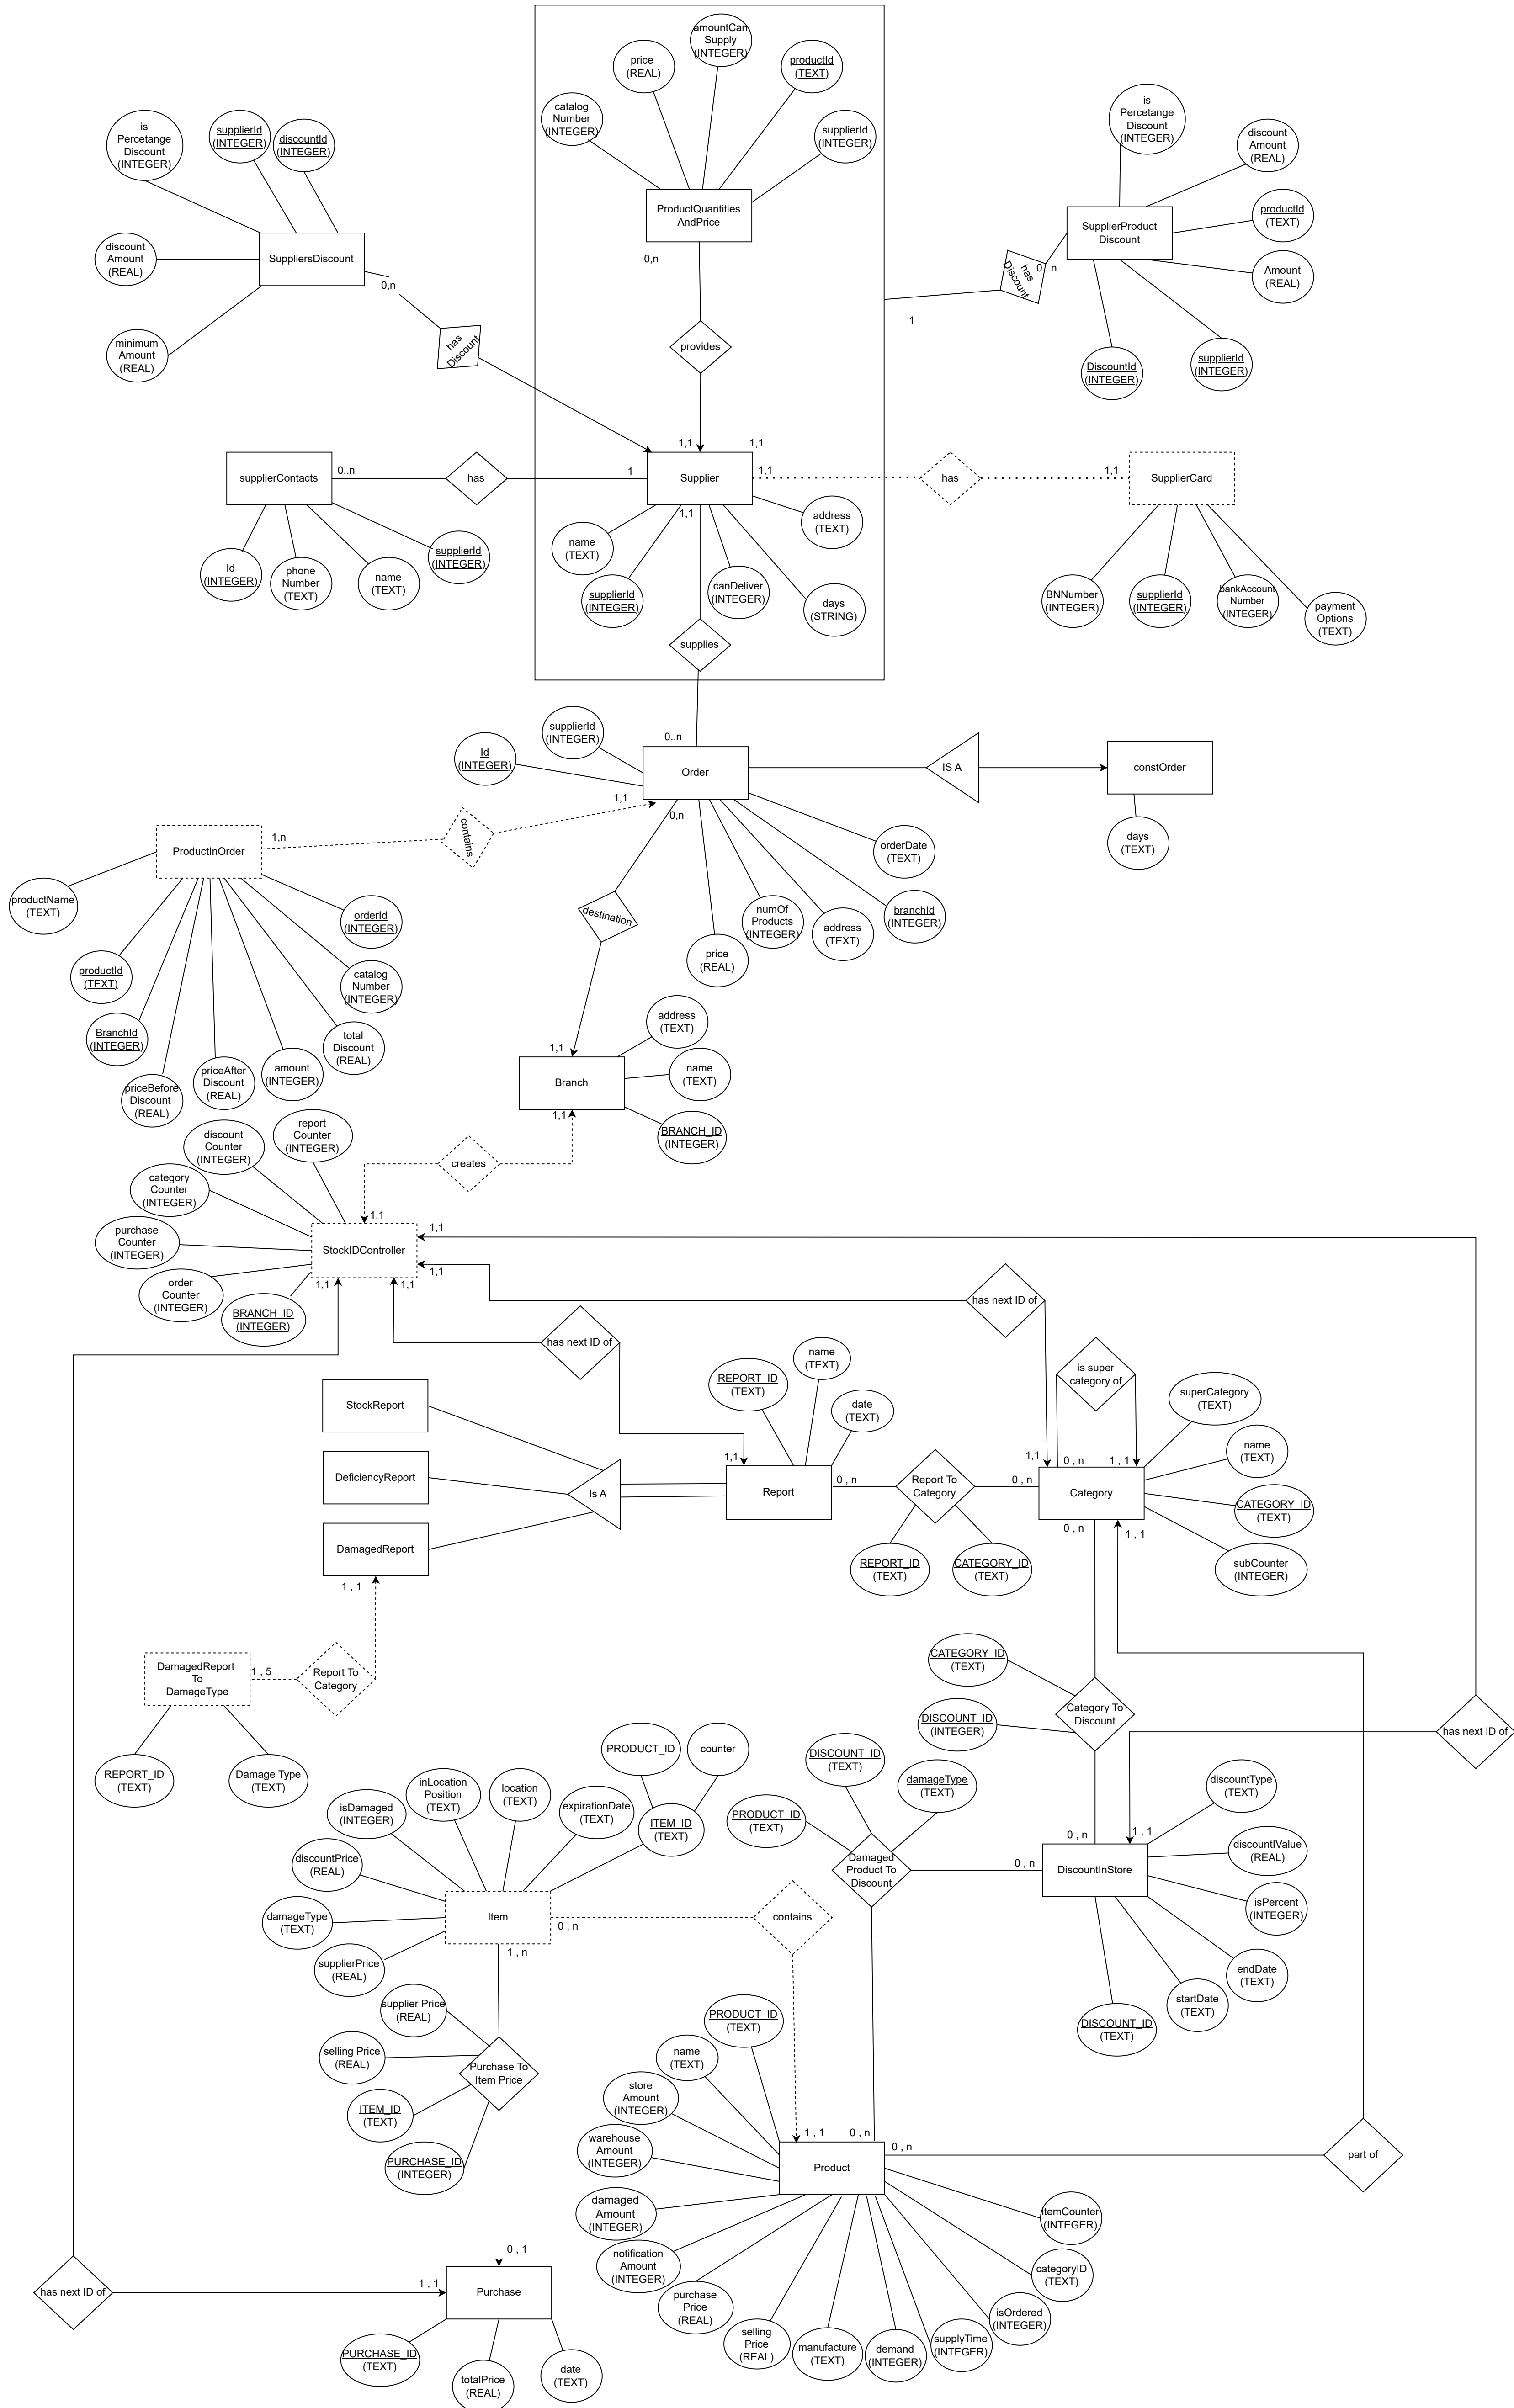 amountCan
Supply
(INTEGER)
price
(REAL)
productId
(TEXT)
catalog
Number
(INTEGER)
supplierId
(INTEGER)
ProductQuantities
AndPrice
0,n
provides
is
Percetange
Discount
(INTEGER)
supplierId
(INTEGER)
discountId
(INTEGER)
discount
Amount
(REAL)
SuppliersDiscount
0,n
minimum
Amount
(REAL)
has
Discount
is
Percetange
Discount
(INTEGER)
discount
Amount
(REAL)
productId
(TEXT)
SupplierProduct
Discount
Amount
(REAL)
has
Discount
0...n
1
DiscountId
(INTEGER)
supplierId
(INTEGER)
supplierContacts
0..n
has
1
1,1
1,1
Supplier
1,1
has
1,1
SupplierCard
1,1
Id
(INTEGER)
phone
Number
(TEXT)
name
(TEXT)
supplierId
(INTEGER)
name
(TEXT)
supplierId
(INTEGER)
canDeliver
(INTEGER)
days
(STRING)
address
(TEXT)
BNNumber
(INTEGER)
supplierId
(INTEGER)
bankAccount
Number
(INTEGER)
payment
Options
(TEXT)
supplies
0..n
supplierId
(INTEGER)
Id
(INTEGER)
Order
IS A
constOrder
days
(TEXT)
1,1
0,n
contains
1,n
ProductInOrder
productName
(TEXT)
productId
(TEXT)
BranchId
(INTEGER)
priceBefore
Discount
(REAL)
priceAfter
Discount
(REAL)
amount
(INTEGER)
total
Discount
(REAL)
catalog
Number
(INTEGER)
orderId
(INTEGER)
destination
price
(REAL)
numOf
Products
(INTEGER)
address
(TEXT)
branchId
(INTEGER)
orderDate
(TEXT)
1,1
Branch
address
(TEXT)
name
(TEXT)
BRANCH_ID
(INTEGER)
1,1
creates
1,1
report
Counter
(INTEGER)
discount
Counter
(INTEGER)
category
Counter
(INTEGER)
purchase
Counter
(INTEGER)
order
Counter
(INTEGER)
BRANCH_ID
(INTEGER)
StockIDController
1,1
1,1
1,1
1,1
has next ID of
has next ID of
is super
category of
StockReport
DeficiencyReport
DamagedReport
Is A
REPORT_ID
(TEXT)
name
(TEXT)
date
(TEXT)
1,1
Report
0 , n
Report To
Category
0 , n
REPORT_ID
(TEXT)
CATEGORY_ID
(TEXT)
1,1
0 , n
1 , 1
Category
superCategory
(TEXT)
name
(TEXT)
CATEGORY_ID
(TEXT)
subCounter
(INTEGER)
0 , n
1 , 1
1 , 1
DamagedReport
To
DamageType
1 , 5
Report To
Category
REPORT_ID
(TEXT)
Damage Type
(TEXT)
CATEGORY_ID
(TEXT)
DISCOUNT_ID
(INTEGER)
Category To
Discount
has next ID of
0 , n
1 , 1
DiscountInStore
0 , n
discountType
(TEXT)
discountlValue
(REAL)
isPercent
(INTEGER)
endDate
(TEXT)
startDate
(TEXT)
DISCOUNT_ID
(TEXT)
DISCOUNT_ID
(TEXT)
damageType
(TEXT)
PRODUCT_ID
(TEXT)
Damaged
Product To
Discount
PRODUCT_ID
counter
ITEM_ID
(TEXT)
expirationDate
(TEXT)
location
(TEXT)
inLocation
Position
(TEXT)
isDamaged
(INTEGER)
discountPrice
(REAL)
damageType
(TEXT)
supplierPrice
(REAL)
Item
0 , n
contains
1 , n
supplier Price
(REAL)
selling Price
(REAL)
ITEM_ID
(TEXT)
PURCHASE_ID
(INTEGER)
Purchase To
Item Price
0 , 1
PRODUCT_ID
(TEXT)
name
(TEXT)
store
Amount
(INTEGER)
warehouse
Amount
(INTEGER)
damaged
Amount
(INTEGER)
notification
Amount
(INTEGER)
purchase
Price
(REAL)
selling
Price
(REAL)
manufacture
(TEXT)
demand
(INTEGER)
supplyTime
(INTEGER)
isOrdered
(INTEGER)
categoryID
(TEXT)
itemCounter
(INTEGER)
1 , 1
0 , n
0 , n
Product
part of
has next ID of
1 , 1
Purchase
PURCHASE_ID
(TEXT)
totalPrice
(REAL)
date
(TEXT)